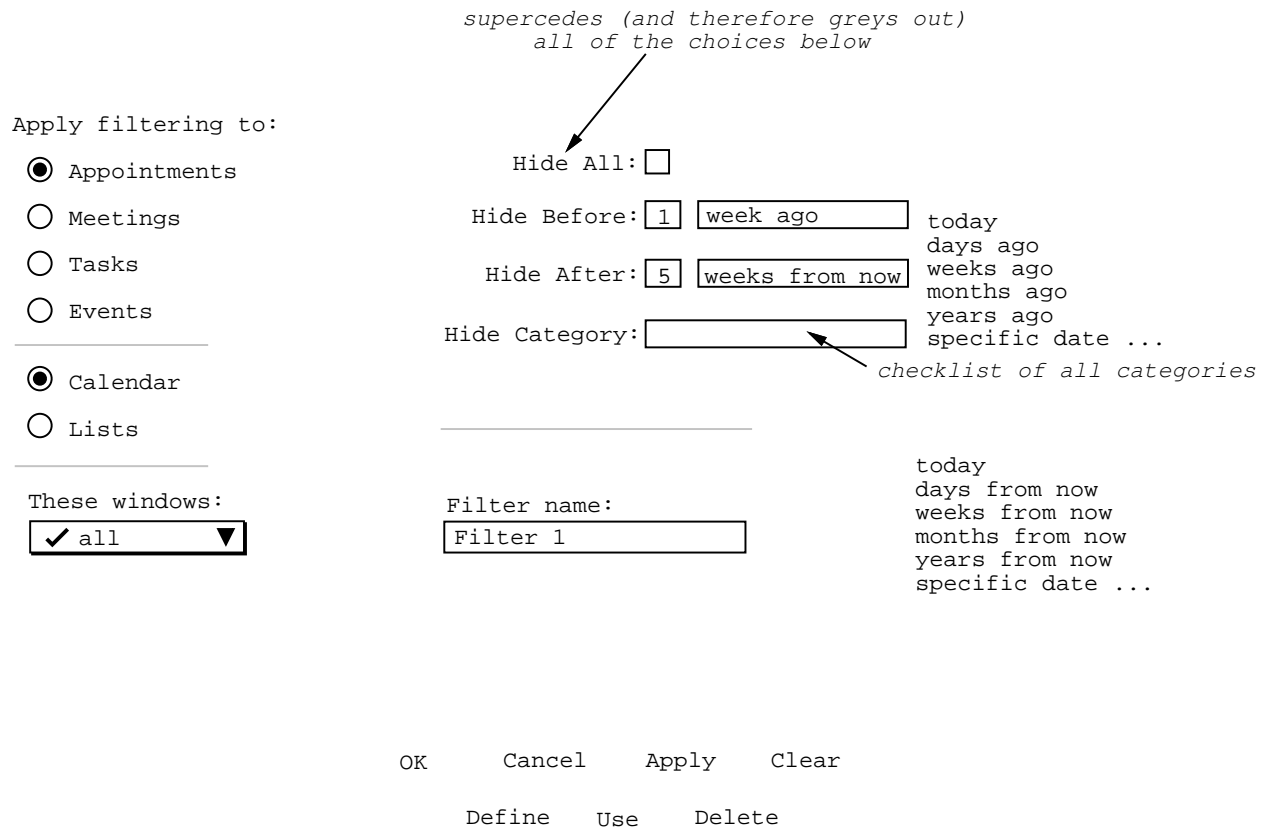 supercedes (and therefore greys out)
all of the choices below
Apply filtering to:
Appointments
Meetings
Tasks
Events
Calendar
Lists
These windows:
all
Hide All:
Hide Before: 1 week ago
Hide After: 5 weeks from now
Hide Category:
today
days ago
weeks ago
months ago
years ago
specific date ...
checklist of all categories
Filter name:
Filter 1
today
days from now
weeks from now
months from now
years from now
specific date ...
OK Cancel Apply Clear
Define Use Delete